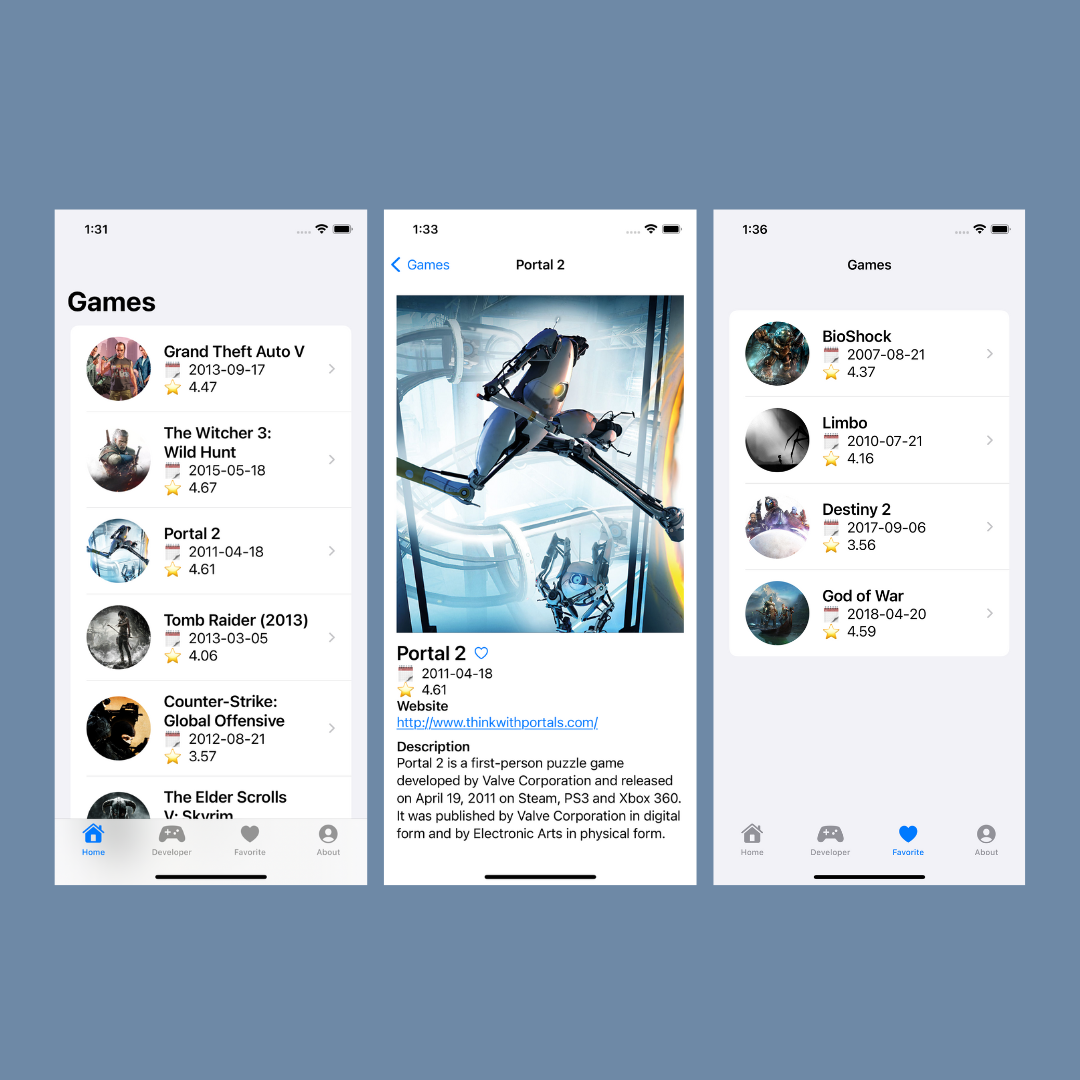 1:31
Games
Grand Theft Auto V
2013-09-17
4.47
The Witcher 3:
Wild Hunt
2015-05-18
4.67
Portal 2
2011-04-18
4.61
Tomb Raider (2013)
2013-03-05
4.06
Counter-Strike:
Global Offensive
2012-08-21
3.57
The Elder Scrolls
V: Skyrim
Home
Developer
Favorite
About
1:33
Games
Portal 2
Portal 2
2011-04-18
4.61
Website
http://www.thinkwithportals.com/
Description
Portal 2 is a first-person puzzle game
developed by Valve Corporation and released
on April 19, 2011 on Steam, PS3 and Xbox 360.
It was published by Valve Corporation in digital
form and by Electronic Arts in physical form.
1:36
Games
BioShock
2007-08-21
4.37
Limbo
2010-07-21
4.16
Destiny 2
2017-09-06
3.56
God of War
2018-04-20
4.59
Home
Developer
Favorite
About